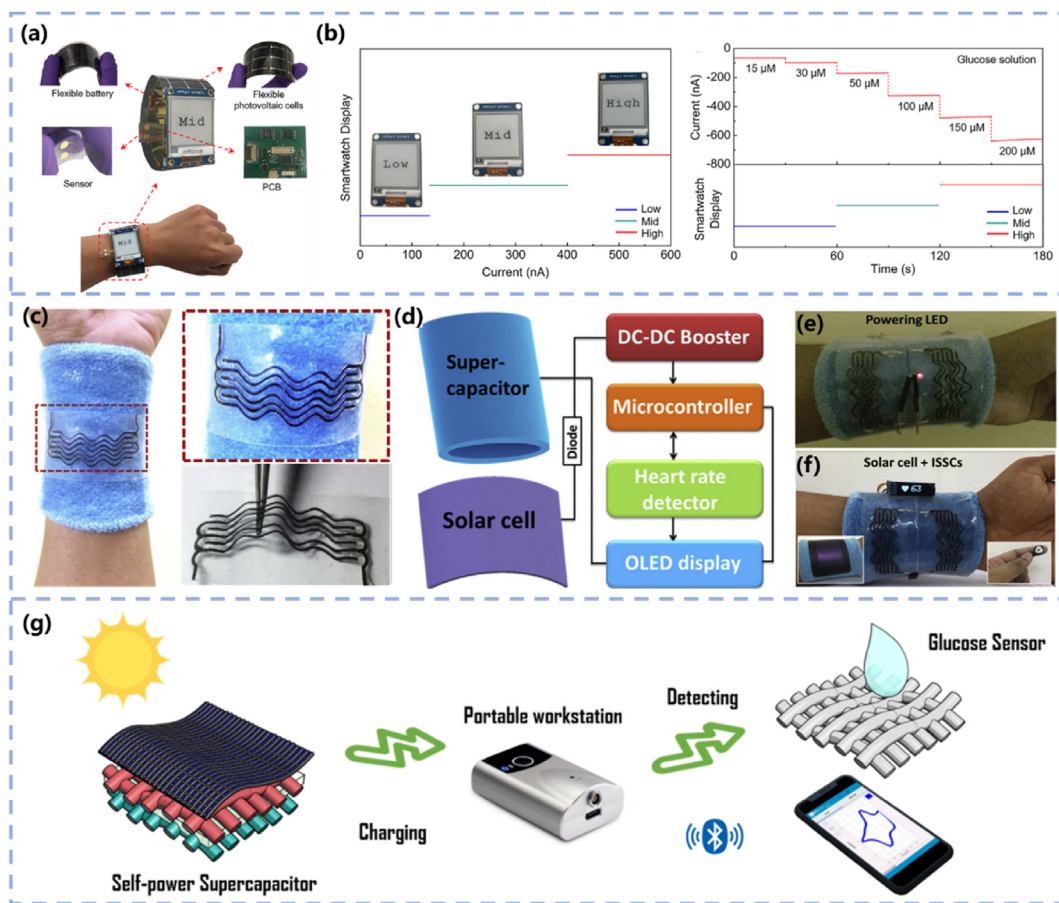 (a)
Flexible battery
Flexible
photovoltaic cells
Mid
Sensor
PCB
Mid
(b)
Smartwatch Display
Low
Mid
High
Low
Mid
High
0 100 200 300 400 500 600
Current (nA)
Current (nA)
0
-200
-400
-600
-800
Glucose solution
15 µM
30 µM
50 µM
100 µM
150 µM
200 µM
Smartwatch
Display
Low
Mid
High
0 60 120 180
Time (s)
(c)
(d)
Super-
capacitor
Solar cell
Diode
DC-DC Booster
Microcontroller
Heart rate
detector
OLED display
(e)
Powering LED
(f)
Solar cell + ISSCs
63
(g)
Self-power Supercapacitor
Charging
Portable workstation
Detecting
Glucose Sensor